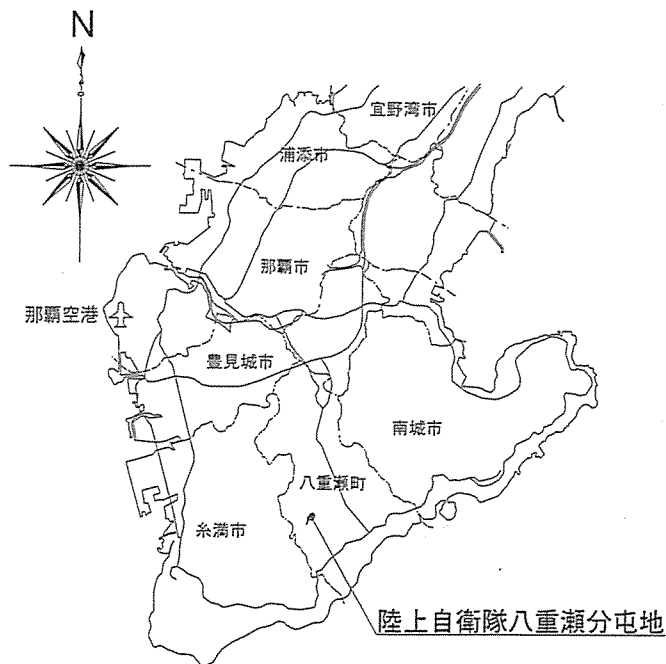 N
宜野湾市
浦添市
那覇市
那覇空港
豊見城市
南城市
八重瀬町
糸満市
陸上自衛隊八重瀬分屯地